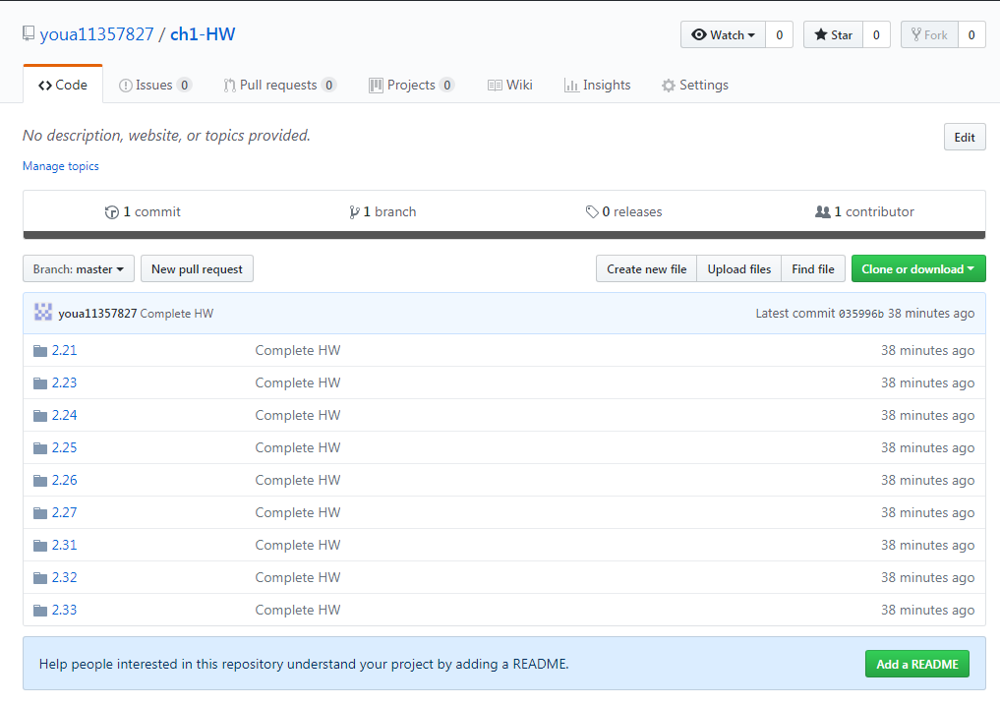 youa11357827 / ch1-HW Watch 0 Star 0 Fork 0
Code Issues 0 Pull requests 0 Projects 0 Wiki Insights Settings
No description, website, or topics provided. Edit
Manage topics
1 commit 1 branch 0 releases 1 contributor
Branch: master New pull request Create new file Upload files Find file Clone or download
youa11357827 Complete HW Latest commit 035996b 38 minutes ago
2.21 Complete HW 38 minutes ago
2.23 Complete HW 38 minutes ago
2.24 Complete HW 38 minutes ago
2.25 Complete HW 38 minutes ago
2.26 Complete HW 38 minutes ago
2.27 Complete HW 38 minutes ago
2.31 Complete HW 38 minutes ago
2.32 Complete HW 38 minutes ago
2.33 Complete HW 38 minutes ago
Help people interested in this repository understand your project by adding a README. Add a README